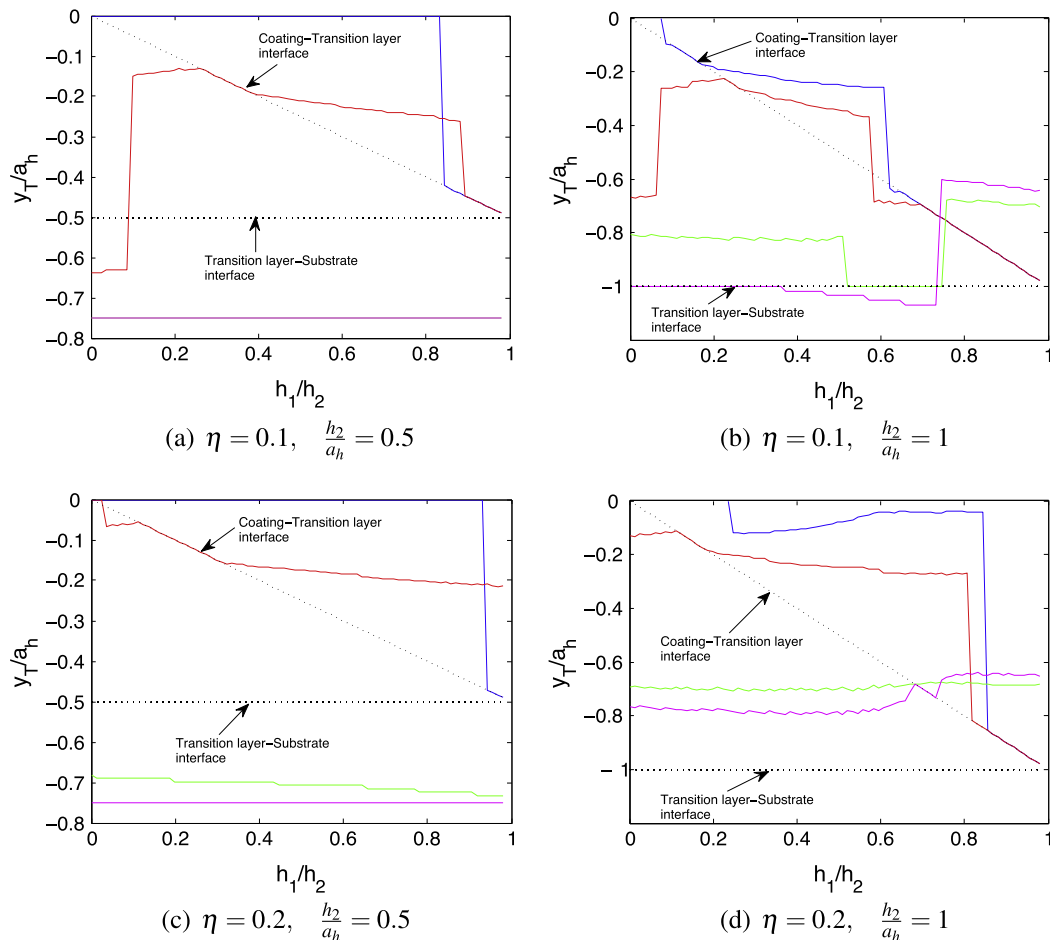 0
−0.1
−0.2
−0.3
−0.4
−0.5
−0.6
−0.7
−0.8
y_T/a_h
Coating−Transition layer
interface
Transition layer−Substrate
interface
0 0.2 0.4 0.6 0.8 1
h_1/h_2
(a) η = 0.1, h_2/a_h = 0.5
0
−0.2
−0.4
−0.6
−0.8
−1
y_T/a_h
Coating−Transition layer
interface
Transition layer−Substrate
interface
0 0.2 0.4 0.6 0.8 1
h_1/h_2
(b) η = 0.1, h_2/a_h = 1
0
−0.1
−0.2
−0.3
−0.4
−0.5
−0.6
−0.7
−0.8
y_T/a_h
Coating−Transition layer
interface
Transition layer−Substrate
interface
0 0.2 0.4 0.6 0.8 1
h_1/h_2
(c) η = 0.2, h_2/a_h = 0.5
0
−0.2
−0.4
−0.6
−0.8
− 1
y_T/a_h
Coating−Transition layer
interface
Transition layer−Substrate
interface
0 0.2 0.4 0.6 0.8 1
h_1/h_2
(d) η = 0.2, h_2/a_h = 1